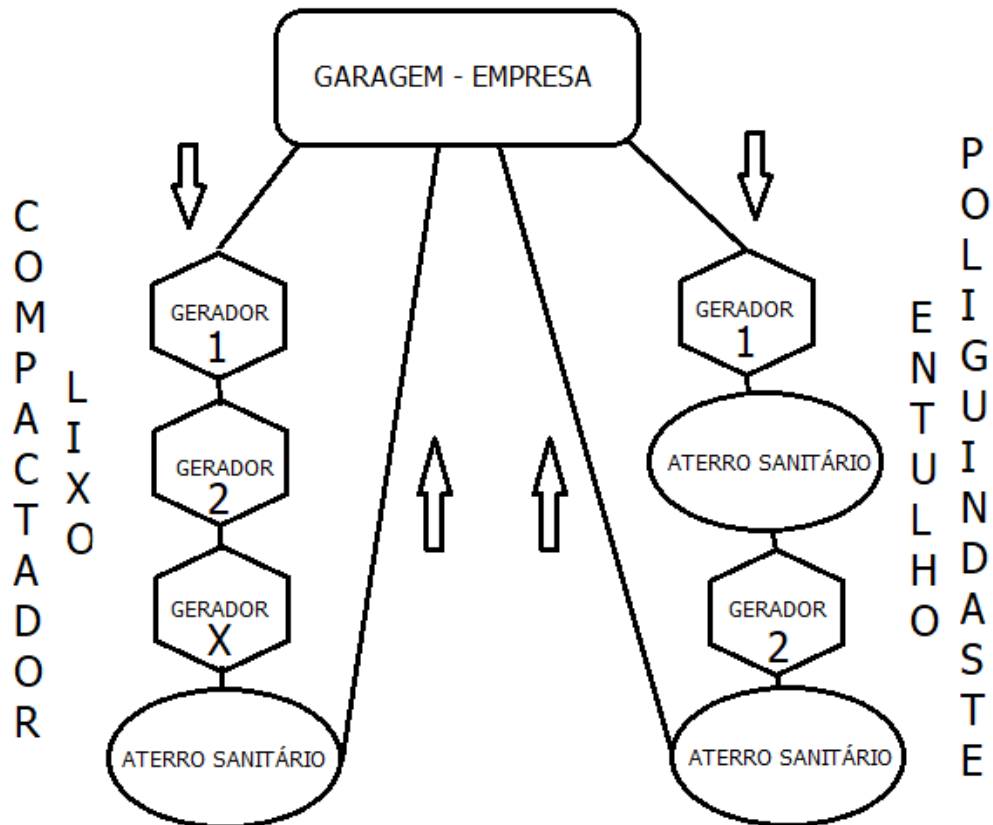 GARAGEM - EMPRESA
COMPACTADOR
LIXO
GERADOR
1
GERADOR
2
GERADOR
X
ATERRO SANITÁRIO
GERADOR
1
ATERRO SANITÁRIO
GERADOR
2
ATERRO SANITÁRIO
ENTULHO
POLIGUINDASTE